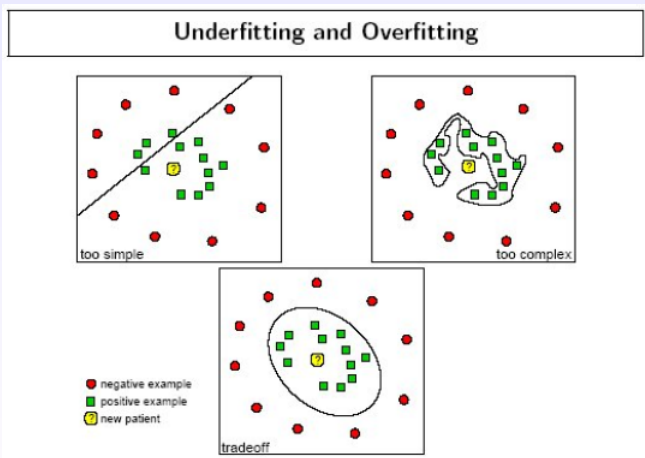 Underfitting and Overfitting
?
?
too simple
too complex
?
negative example
positive example
? new patient
tradeoff